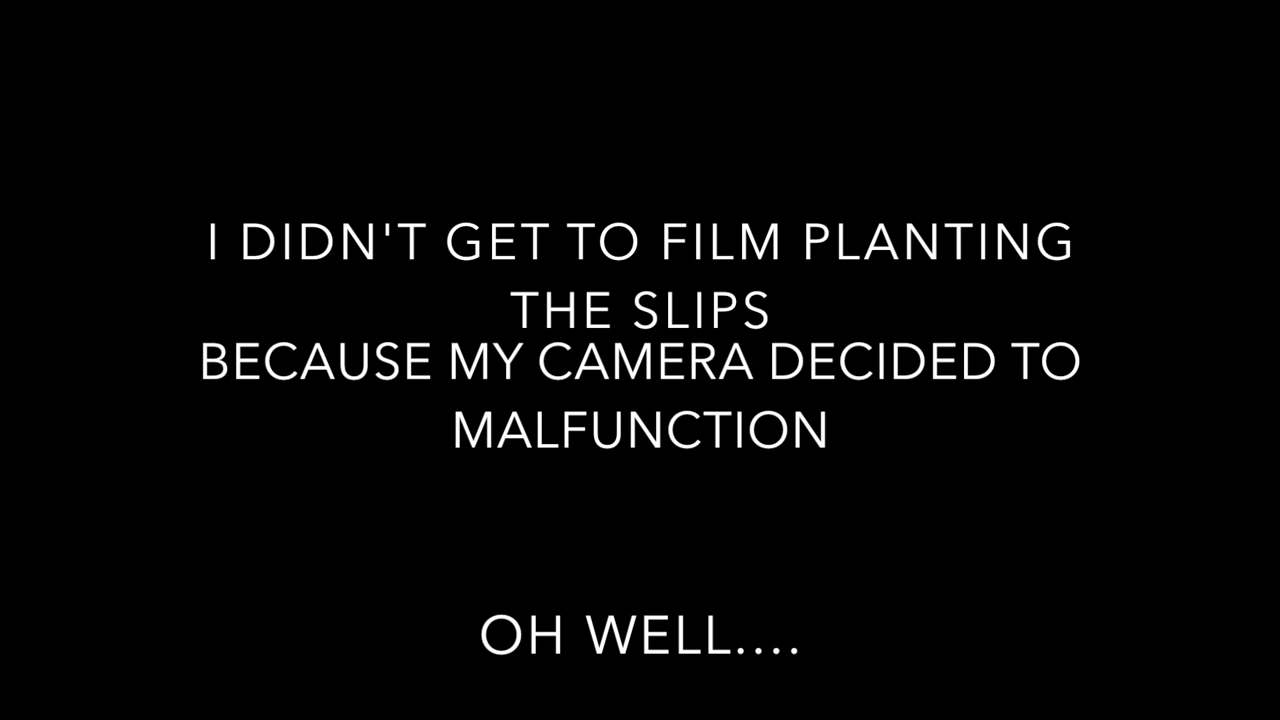 I DIDN'T GET TO FILM PLANTING
THE SLIPS
BECAUSE MY CAMERA DECIDED TO
MALFUNCTION
OH WELL....